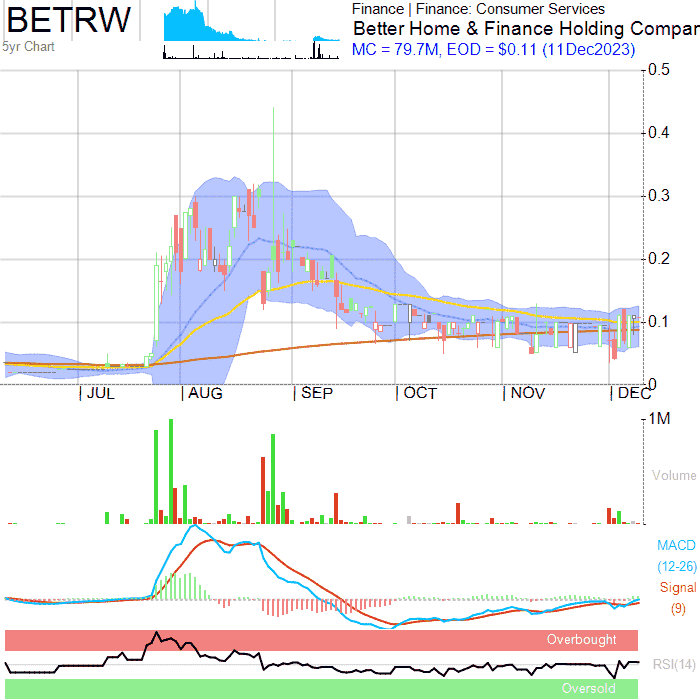 BETRW
5yr Chart
Finance | Finance: Consumer Services
Better Home & Finance Holding Compar
MC = 79.7M, EOD = $0.11 (11Dec2023)
0.5
0.4
0.3
0.2
0.1
0
JUL AUG SEP OCT NOV DEC
1M
Volume
MACD
(12-26)
Signal
(9)
Overbought
RSI(14)
Oversold